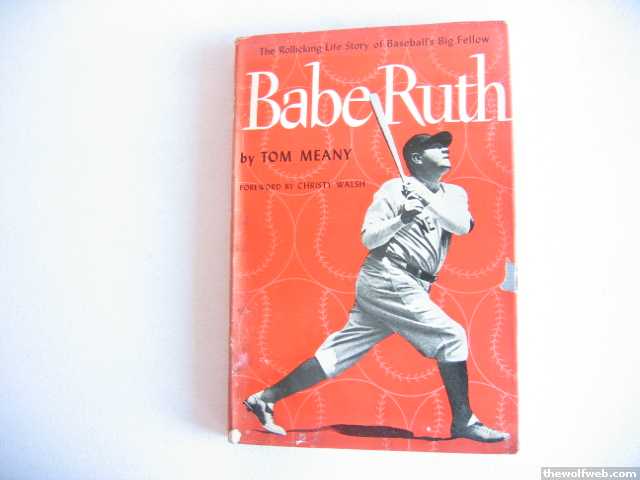 The Rollicking Life Story of Baseball's Big Fellow
Babe Ruth
by TOM MEANY
FOREWORD BY CHRISTY WALSH
NE
thewolfweb.com